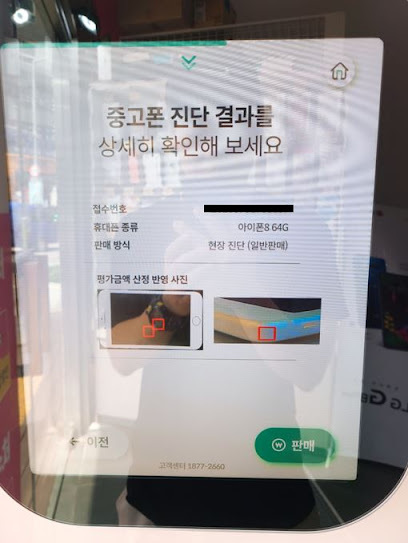 중고폰 진단 결과를
상세히 확인해 보세요
접수번호
휴대폰 종류 아이폰8 64G
판매 방식 현장 진단 (일반판매)
평가금액 산정 반영 사진
이전
판매
고객센터 1877-2660
LG G